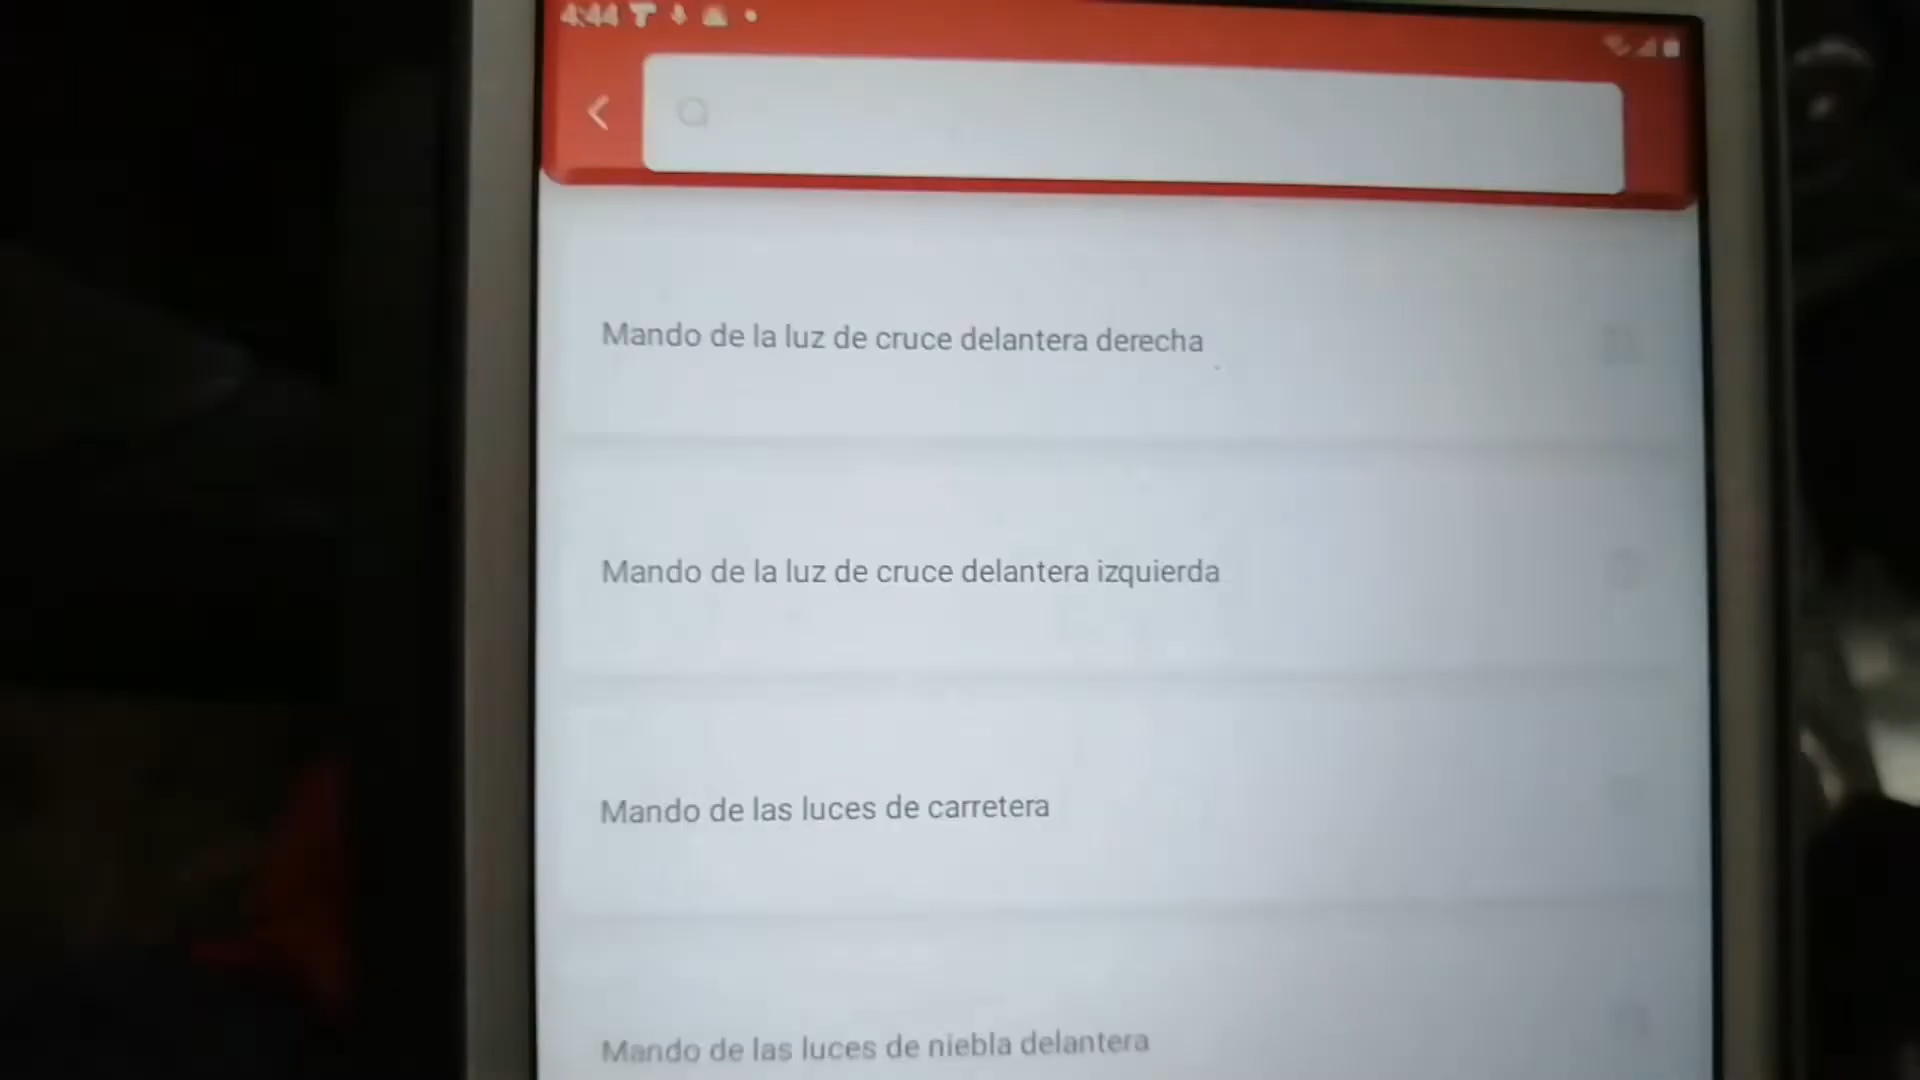 4:44
Mando de la luz de cruce delantera derecha
Mando de la luz de cruce delantera izquierda
Mando de las luces de carretera
Mando de las luces de niebla delantera